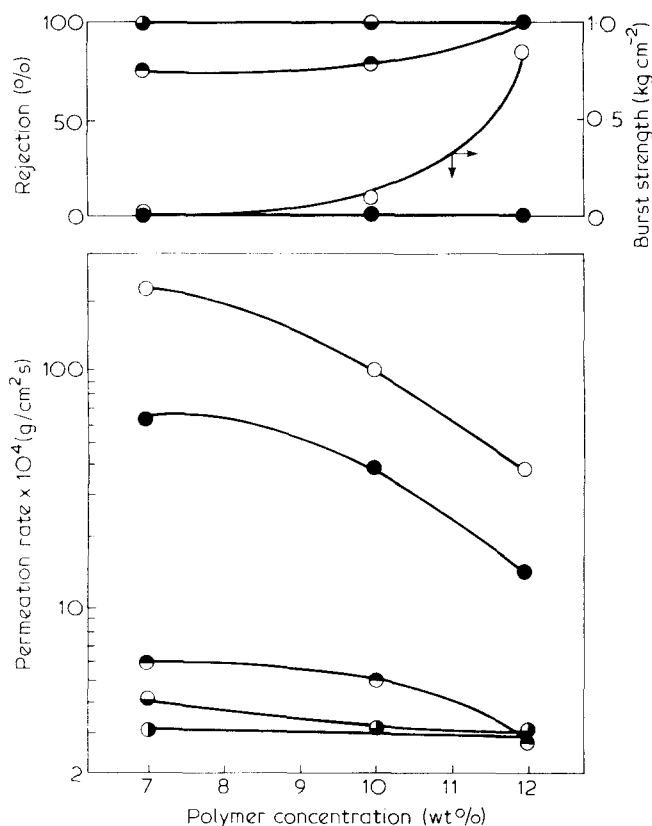 100
50
0
Rejection (%)
1·0
0·5
0
Burst strength (kg cm⁻²)
100
10
2
Permeation rate x 10⁴ (g/cm²s)
7 8 9 10 11 12
Polymer concentration (wt%)